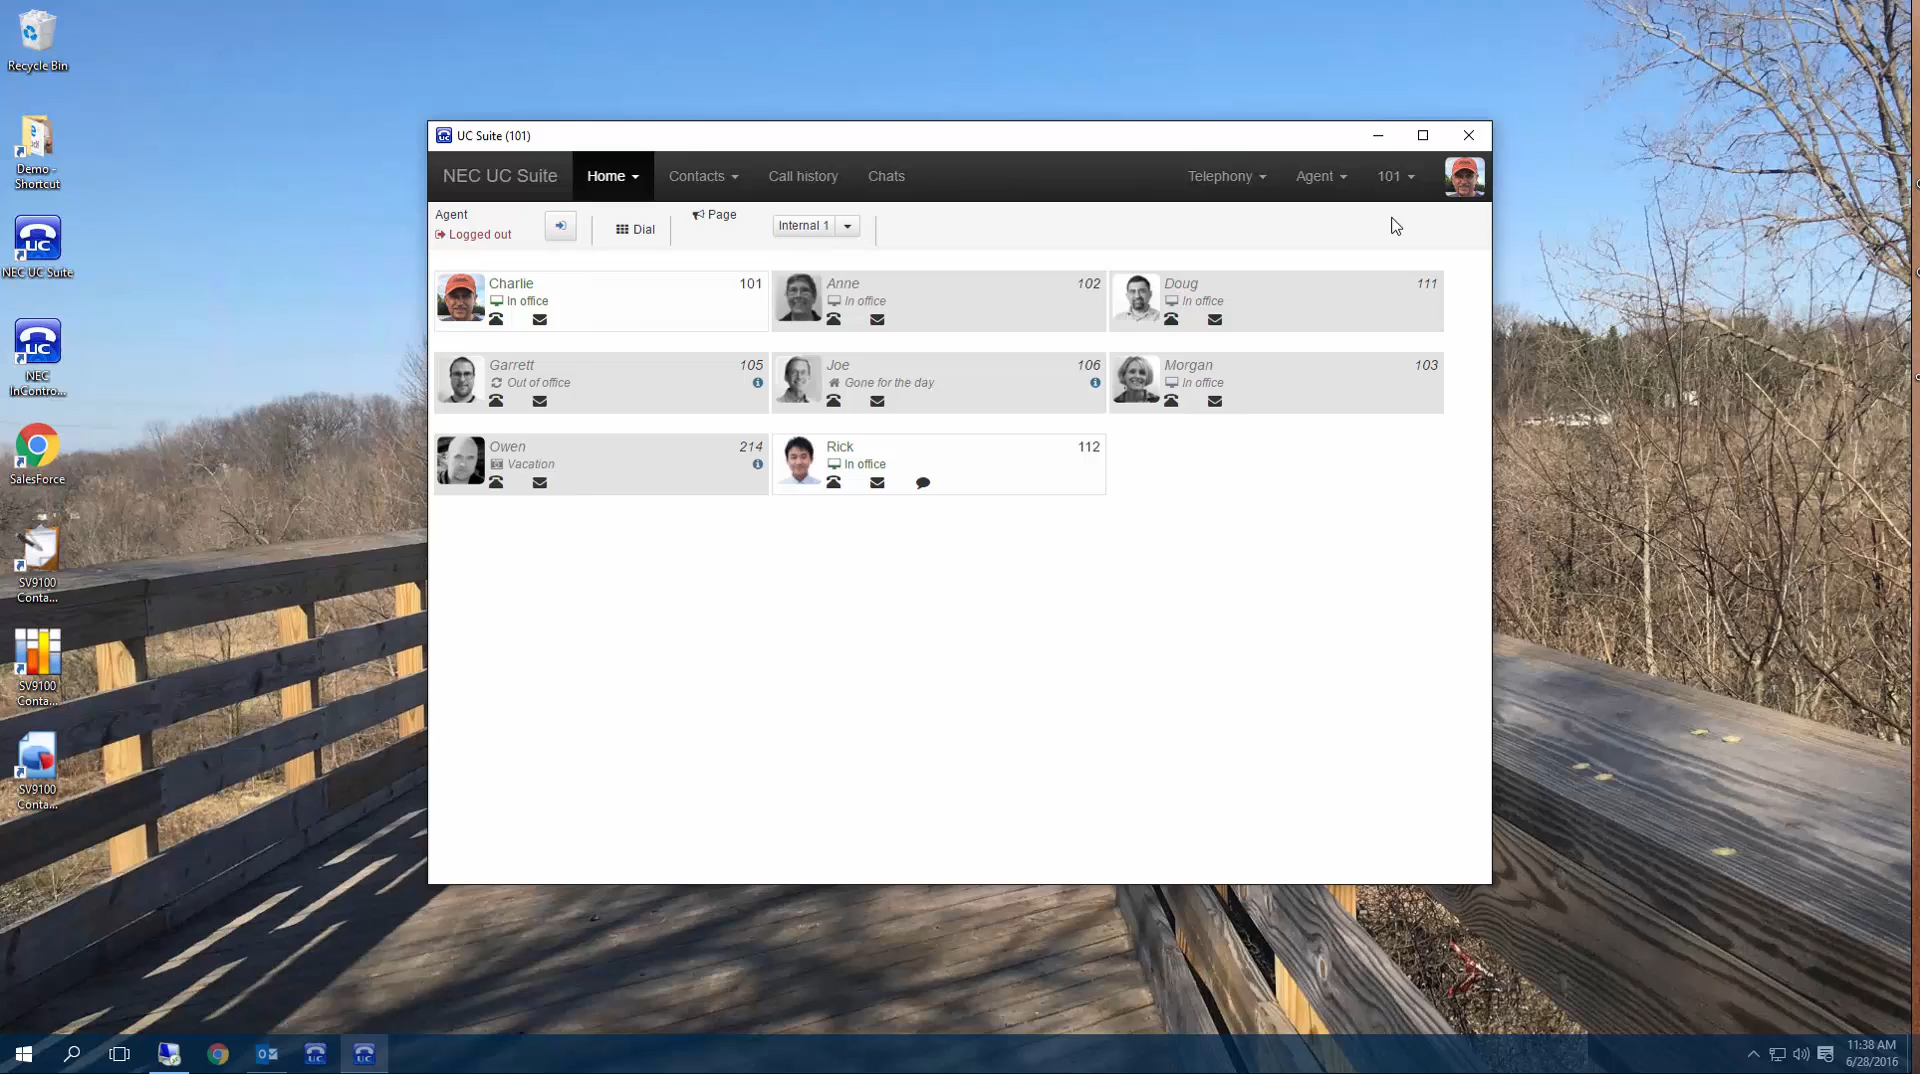 Recycle Bin
Demo -
Shortcut
NEC UC Suite
NEC
InContro...
SalesForce
SV9100
Conta...
SV9100
Conta...
SV9100
Conta...
UC Suite (101)
NEC UC Suite Home Contacts Call history Chats Telephony Agent 101
Agent
Logged out
Dial
Page
Internal 1
Charlie 101
In office
Anne 102
In office
Doug 111
In office
Garrett 105
Out of office
Joe 106
Gone for the day
Morgan 103
In office
Owen 214
Vacation
Rick 112
In office
11:38 AM
6/28/2016